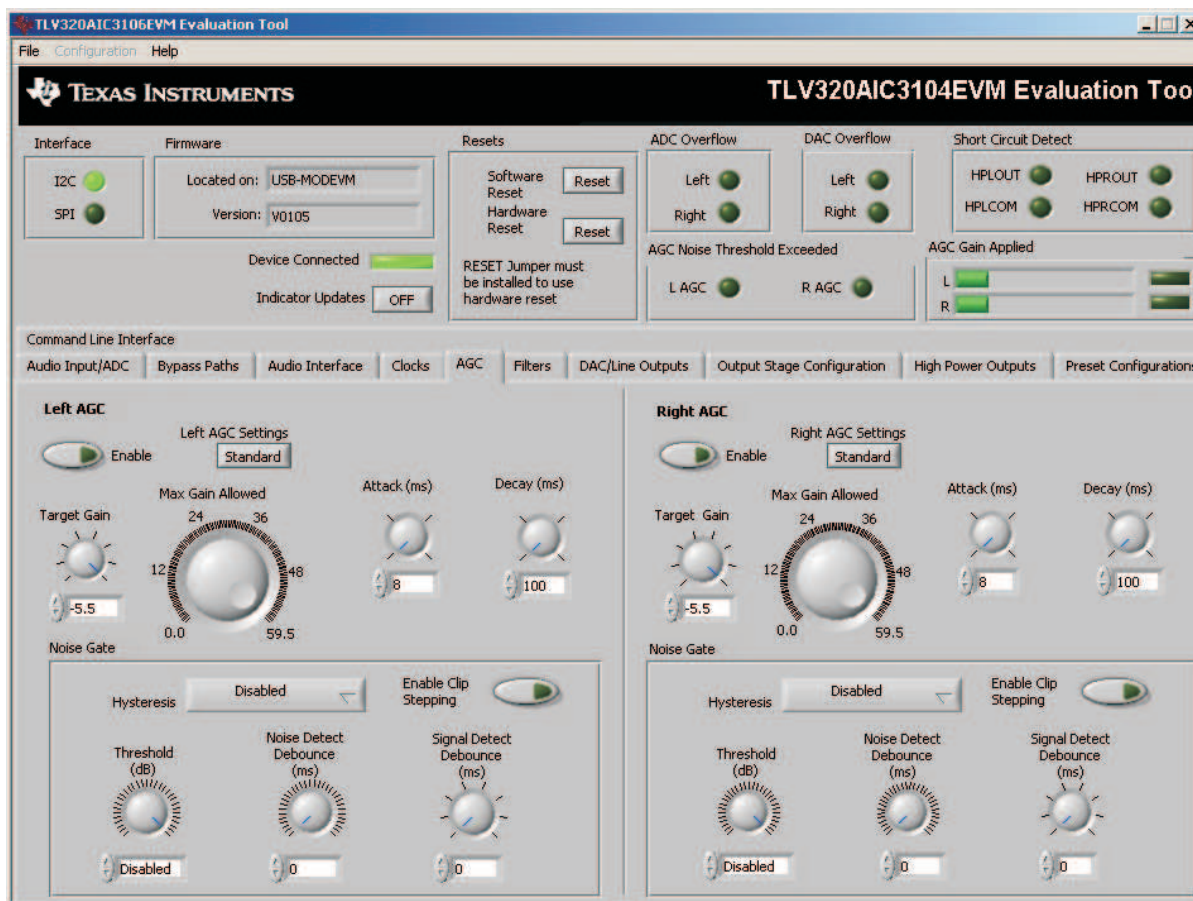 TLV320AIC3106EVM Evaluation Tool
File Configuration Help
TEXAS INSTRUMENTS
TLV320AIC3104EVM Evaluation Too
Interface
I2C
SPI
Firmware
Located on: USB-MODEVM
Version: V0105
Device Connected
Indicator Updates OFF
Resets
Software Reset Reset
Hardware Reset Reset
RESET Jumper must
be installed to use
hardware reset
ADC Overflow
Left
Right
DAC Overflow
Left
Right
Short Circuit Detect
HPLOUT HPROUT
HPLCOM HPRCOM
AGC Noise Threshold Exceeded
L AGC R AGC
AGC Gain Applied
L
R
Command Line Interface
Audio Input/ADC Bypass Paths Audio Interface Clocks AGC Filters DAC/Line Outputs Output Stage Configuration High Power Outputs Preset Configurations
Left AGC
Enable
Left AGC Settings
Standard
Target Gain
-5.5
Max Gain Allowed
24 36
12 48
0.0 59.5
Attack (ms)
8
Decay (ms)
100
Noise Gate
Hysteresis Disabled
Enable Clip
Stepping
Threshold
(dB)
Disabled
Noise Detect
Debounce
(ms)
0
Signal Detect
Debounce
(ms)
0
Right AGC
Enable
Right AGC Settings
Standard
Target Gain
-5.5
Max Gain Allowed
24 36
12 48
0.0 59.5
Attack (ms)
8
Decay (ms)
100
Noise Gate
Hysteresis Disabled
Enable Clip
Stepping
Threshold
(dB)
Disabled
Noise Detect
Debounce
(ms)
0
Signal Detect
Debounce
(ms)
0